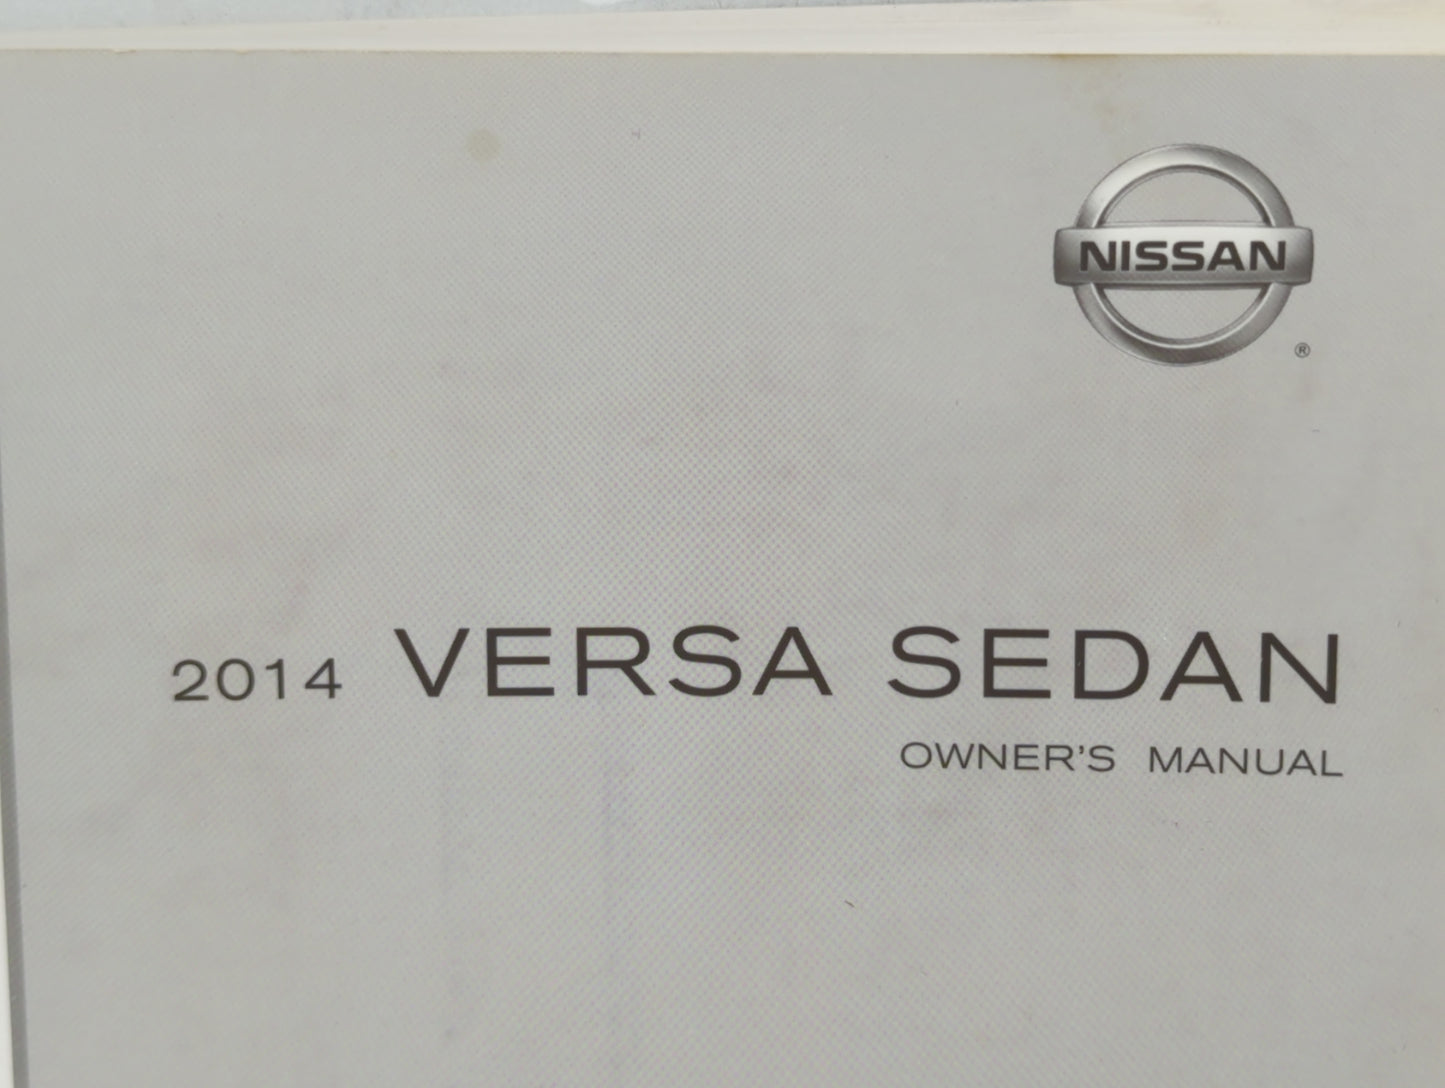 NISSAN
®
2014 VERSA SEDAN
OWNER'S MANUAL